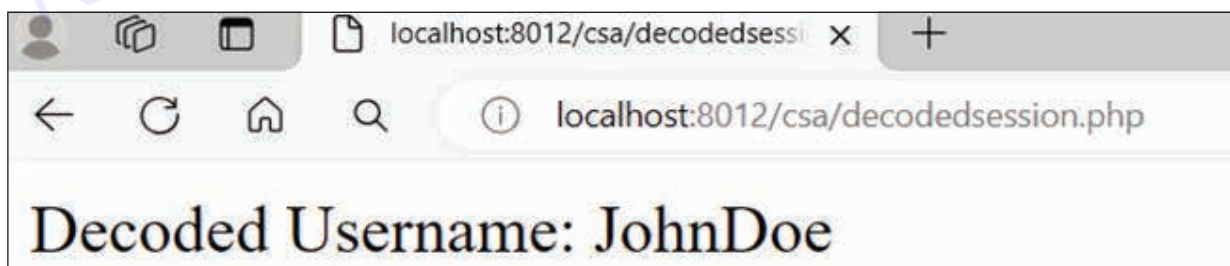 localhost:8012/csa/decodedsessi
localhost:8012/csa/decodedsession.php
Decoded Username: JohnDoe